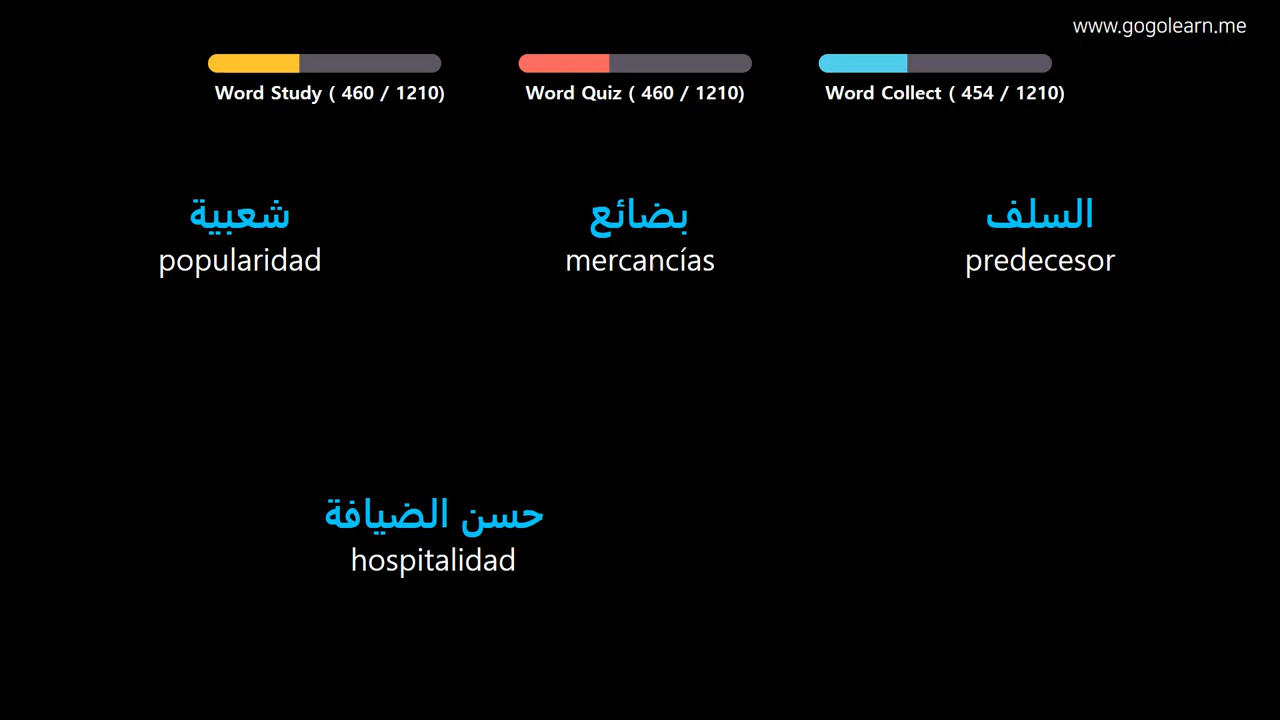 www.gogolearn.me
Word Study ( 460 / 1210)
Word Quiz ( 460 / 1210)
Word Collect ( 454 / 1210)
شعبية
popularidad
بضائع
mercancías
السلف
predecesor
حسن الضيافة
hospitalidad